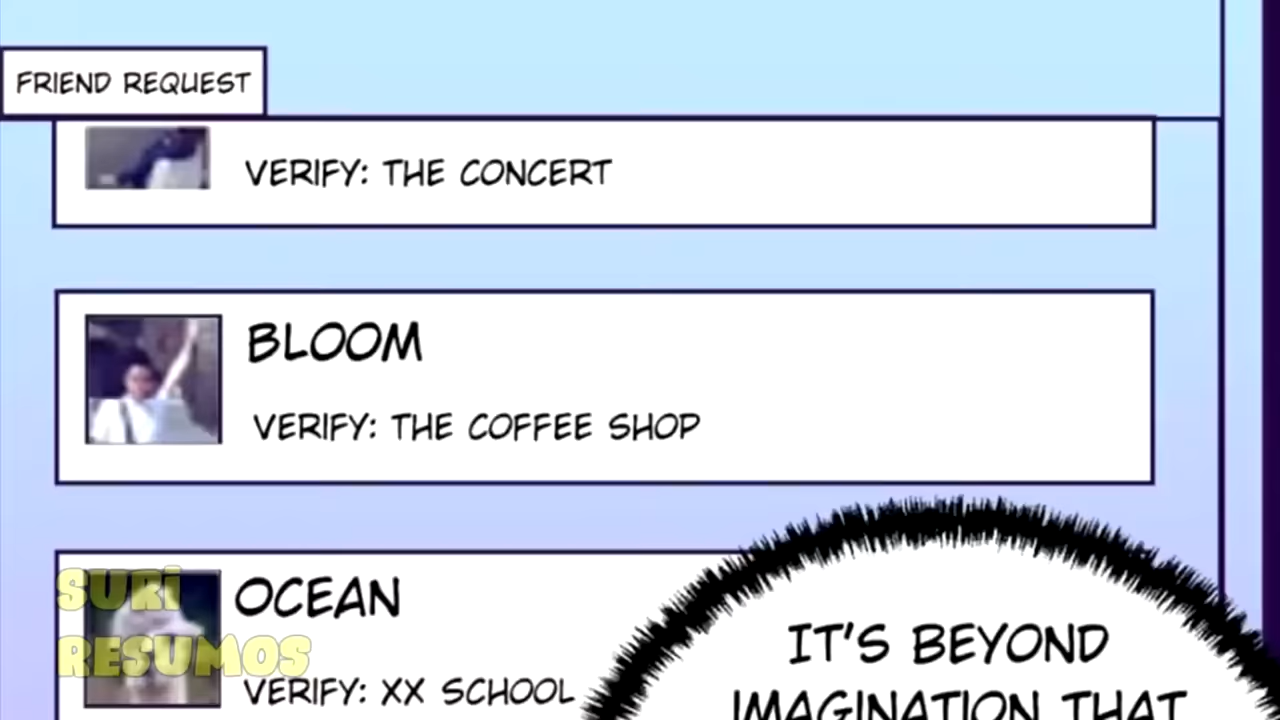 FRIEND REQUEST
VERIFY: THE CONCERT
BLOOM
VERIFY: THE COFFEE SHOP
OCEAN
VERIFY: XX SCHOOL
SURI
RESUMOS
IT'S BEYOND
IMAGINATION THAT